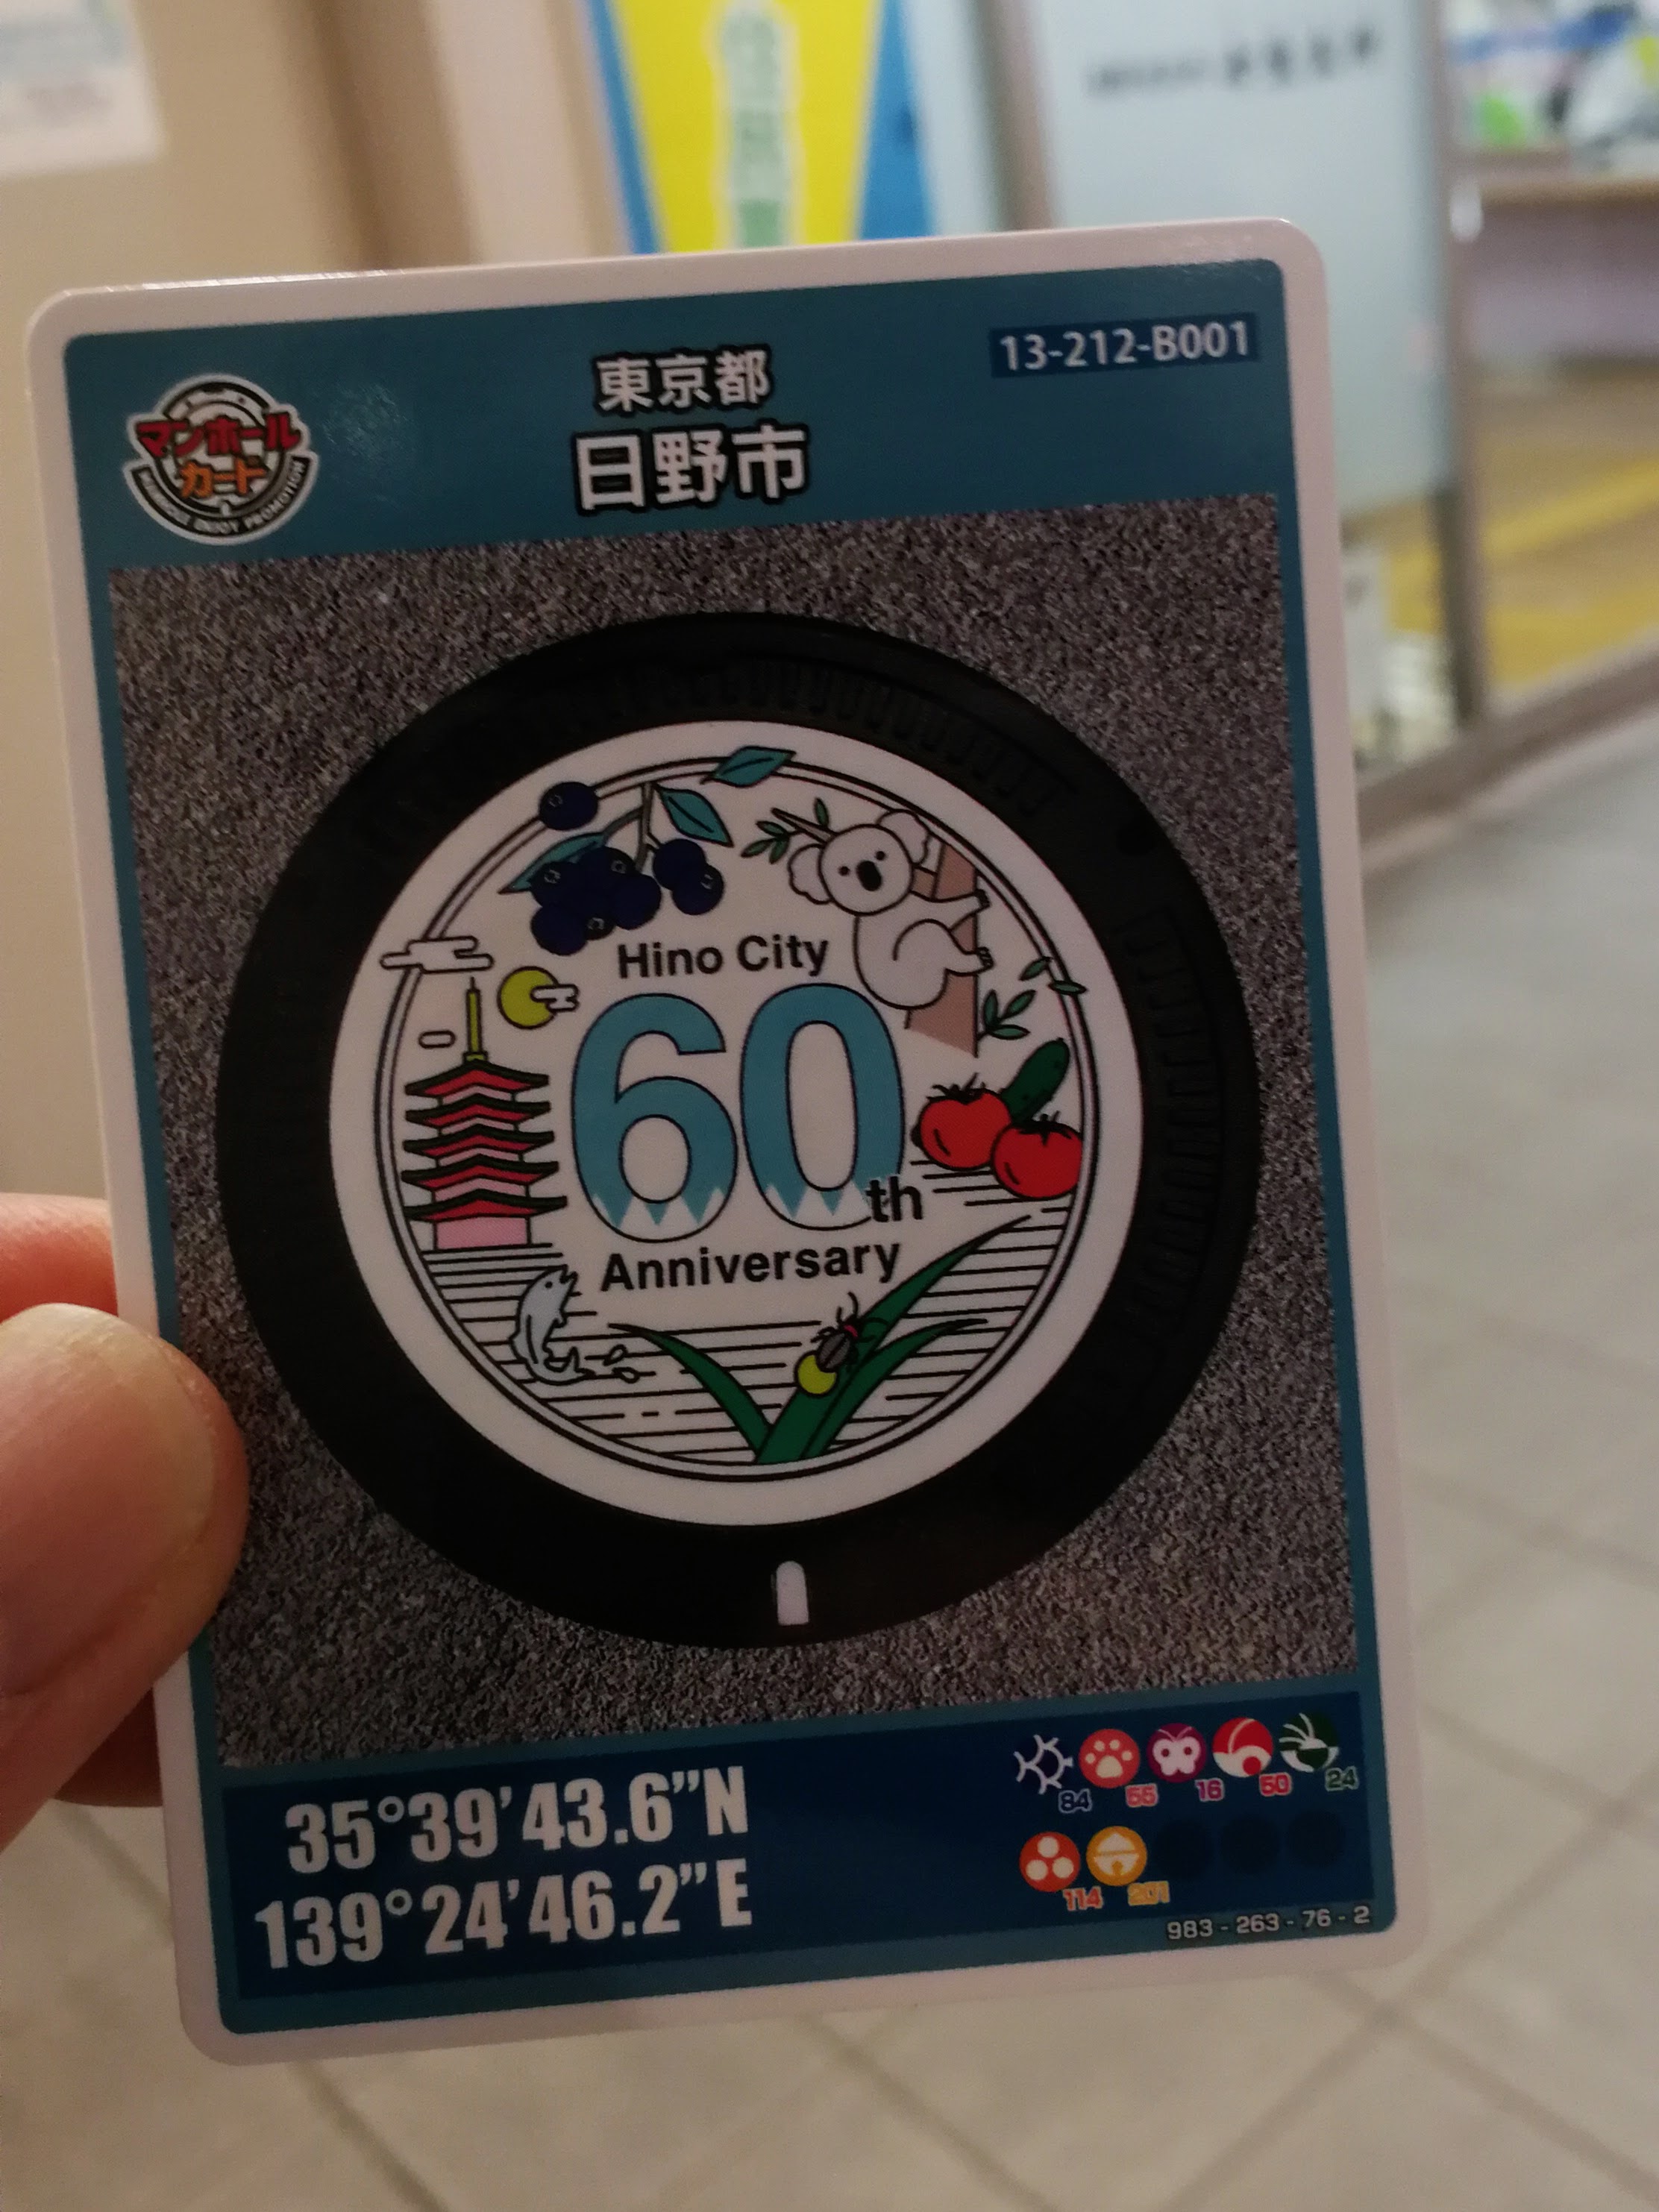 13-212-B001
東京都
日野市
マンホール
カード
Hino City
60th
Anniversary
35°39’43.6”N
139°24’46.2”E
84 55 16 50 24
114 201
983-263-76-2